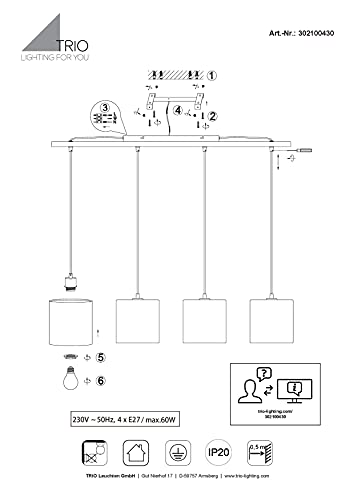 TRIO
LIGHTING FOR YOU
Art.-Nr.: 302100430
1
3
4
2
5
6
trio-lighting.com/
302100430
230V ~ 50Hz, 4 x E27 / max.60W
IP20
0,5 m
TRIO Leuchten GmbH | Gut Nierhof 17 | D-59757 Arnsberg | www.trio-lighting.com